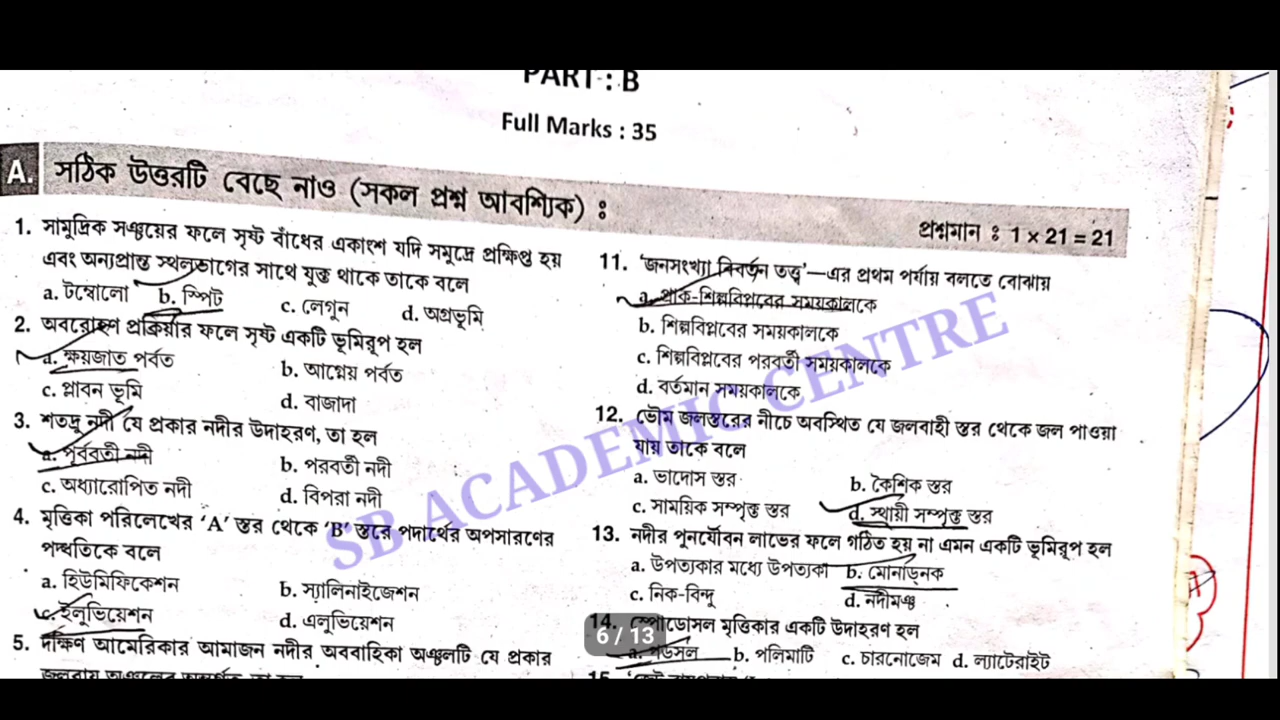 PART : B
Full Marks : 35
A. সঠিক উত্তরটি বেছে নাও (সকল প্রশ্ন আবশ্যিক) ঃ
প্রশ্নমান ঃ 1 × 21 = 21
1. সামুদ্রিক সঞ্চয়ের ফলে সৃষ্ট বাঁধের একাংশ যদি সমুদ্রে প্রক্ষিপ্ত হয়
এবং অন্যপ্রান্ত স্থলভাগের সাথে যুক্ত থাকে তাকে বলে
a. টম্বোলো b. স্পিট c. লেগুন d. অগ্রভূমি
2. অবরোহণ প্রক্রিয়ার ফলে সৃষ্ট একটি ভূমিরূপ হল
a. ক্ষয়জাত পর্বত b. আগ্নেয় পর্বত
c. প্লাবন ভূমি d. বাজাদা
3. শতদ্রু নদী যে প্রকার নদীর উদাহরণ, তা হল
a. পূর্ববর্তী নদী b. পরবর্তী নদী
c. অধ্যারোপিত নদী d. বিপরা নদী
4. মৃত্তিকা পরিলেখের ‘A’ স্তর থেকে ‘B’ স্তরে পদার্থের অপসারণের
পদ্ধতিকে বলে
a. হিউমিফিকেশন b. স্যালিনাইজেশন
c. ইলুভিয়েশন d. এলুভিয়েশন
5. দক্ষিণ আমেরিকার আমাজন নদীর অববাহিকা অঞ্চলটি যে প্রকার
জলবায়ু অঞ্চলের অন্তর্গত তা হল
11. ‘জনসংখ্যা বিবর্তন তত্ত্ব’—এর প্রথম পর্যায় বলতে বোঝায়
a. প্রাক-শিল্পবিপ্লবের সময়কালকে
b. শিল্পবিপ্লবের সময়কালকে
c. শিল্পবিপ্লবের পরবর্তী সময়কালকে
d. বর্তমান সময়কালকে
12. ভৌম জলস্তরের নীচে অবস্থিত যে জলবাহী স্তর থেকে জল পাওয়া
যায় তাকে বলে
a. ভাদোস স্তর b. কৈশিক স্তর
c. সাময়িক সম্পৃক্ত স্তর d. স্থায়ী সম্পৃক্ত স্তর
13. নদীর পুনর্যৌবন লাভের ফলে গঠিত হয় না এমন একটি ভূমিরূপ হল
a. উপত্যকার মধ্যে উপত্যকা b. মোনাড্‌নক
c. নিক-বিন্দু d. নদীমঞ্চ
14. স্পোডোসল মৃত্তিকার একটি উদাহরণ হল
a. পডসল b. পলিমাটি c. চারনোজেম d. ল্যাটেরাইট
15.
SB ACADEMIC CENTRE
6 / 13